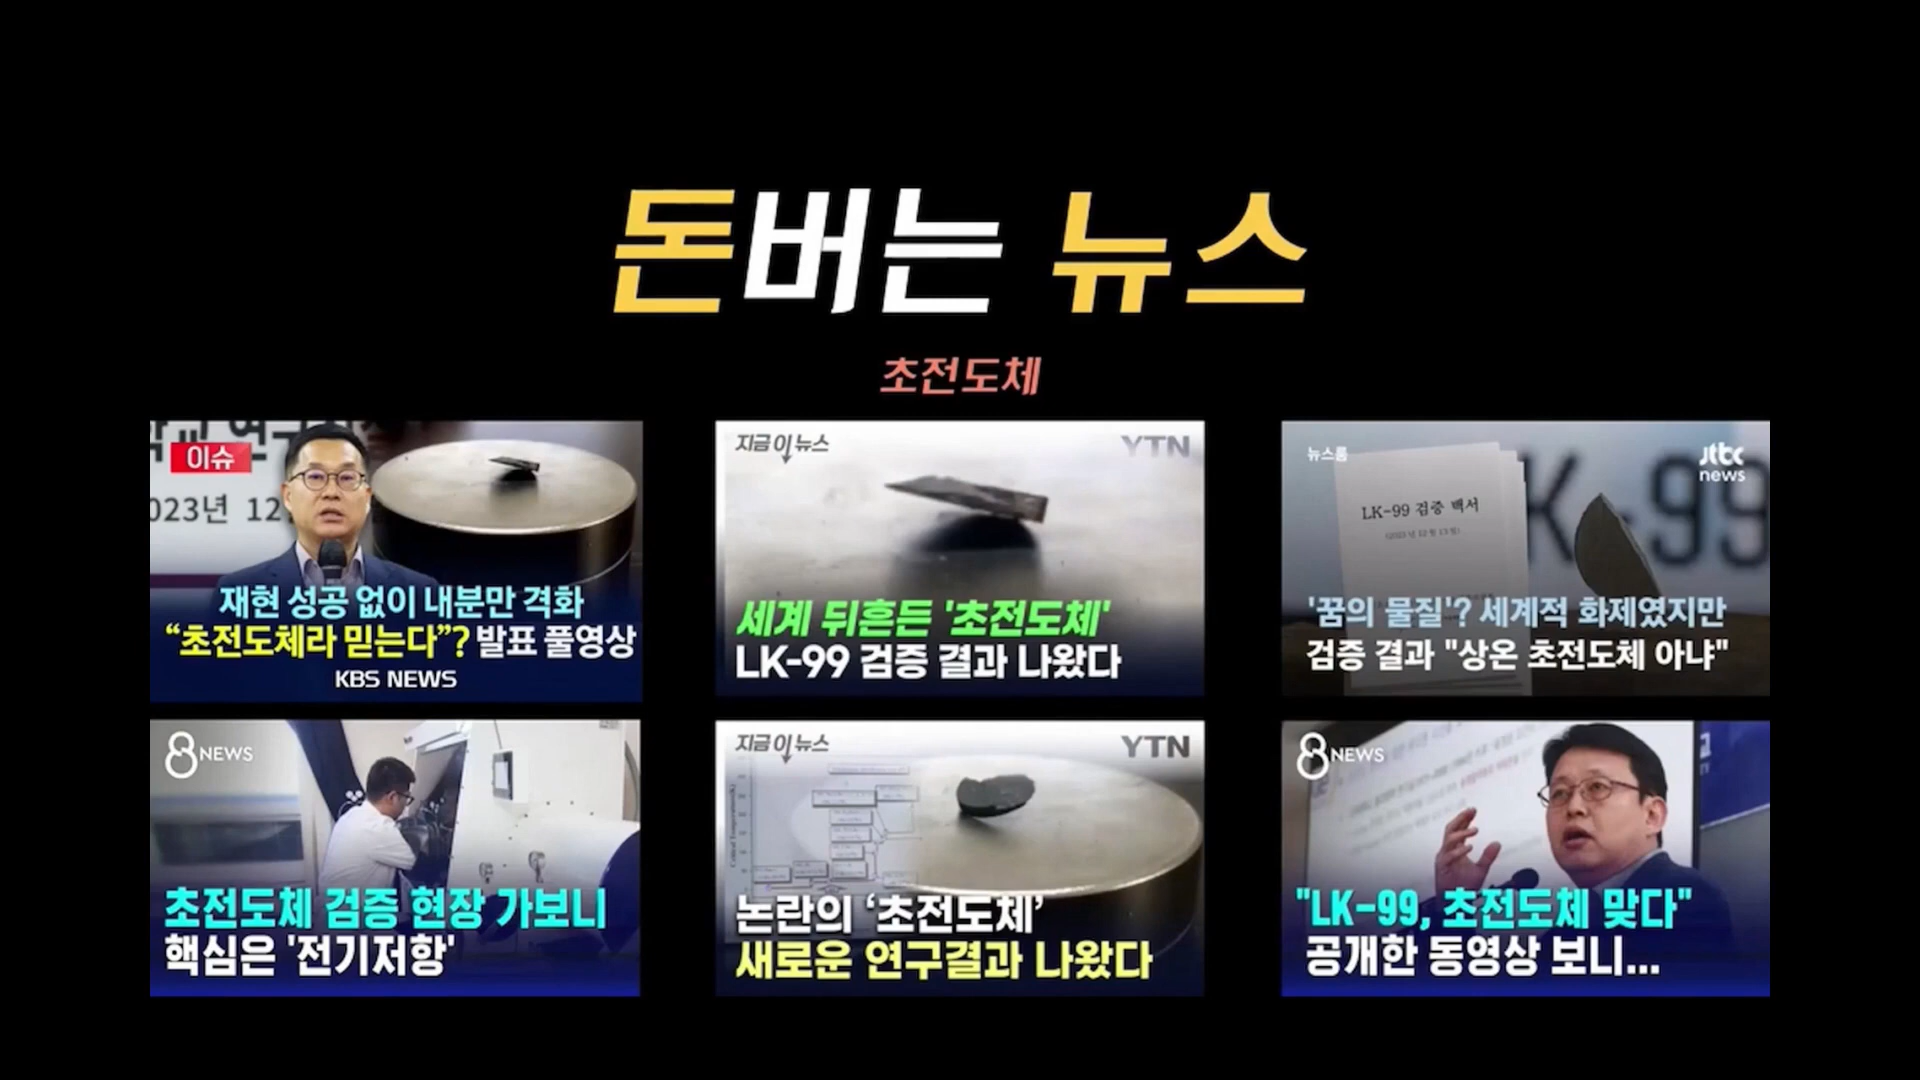 돈버는 뉴스
초전도체
이슈
023년 12
재현 성공 없이 내분만 격화
“초전도체라 믿는다”? 발표 풀영상
KBS NEWS
지금 이 뉴스
YTN
세계 뒤흔든 '초전도체'
LK-99 검증 결과 나왔다
뉴스룸
jtbc
news
LK-99 검증 백서
K-99
'꿈의 물질'? 세계적 화제였지만
검증 결과 "상온 초전도체 아냐"
8 NEWS
초전도체 검증 현장 가보니
핵심은 '전기저항'
지금 이 뉴스
YTN
논란의 ‘초전도체’
새로운 연구결과 나왔다
8 NEWS
"LK-99, 초전도체 맞다"
공개한 동영상 보니...